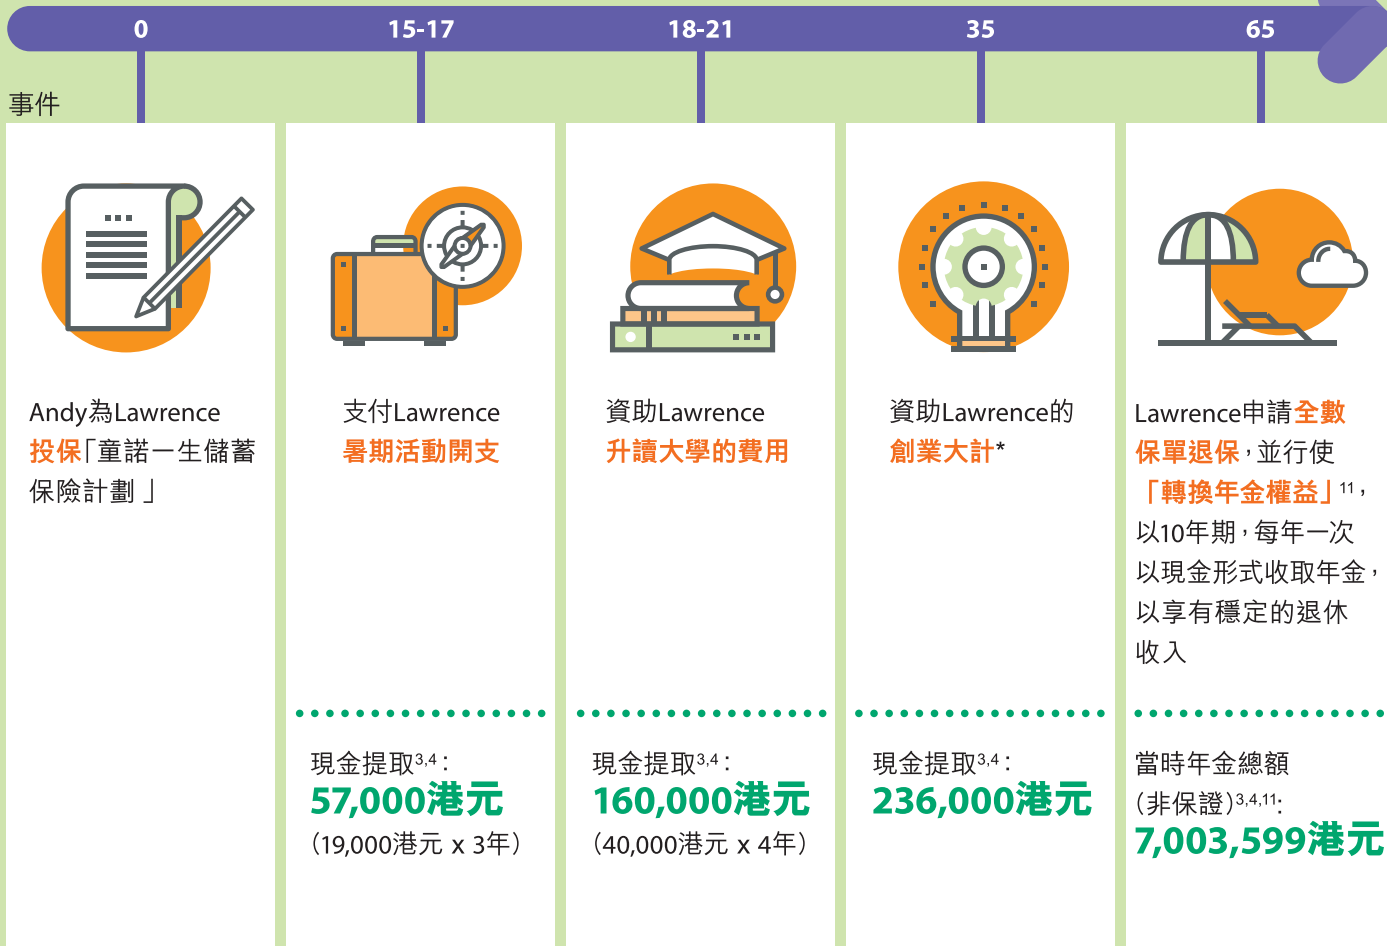 0 15-17 18-21 35 65
事件
Andy為Lawrence
投保「童諾一生儲蓄
保險計劃」
支付Lawrence
暑期活動開支
現金提取3,4：
57,000港元
（19,000港元 x 3年）
資助Lawrence
升讀大學的費用
現金提取3,4：
160,000港元
（40,000港元 x 4年）
資助Lawrence的
創業大計*
現金提取3,4：
236,000港元
Lawrence申請全數
保單退保，並行使
「轉換年金權益」11，
以10年期，每年一次
以現金形式收取年金，
以享有穩定的退休
收入
當時年金總額
（非保證）3,4,11:
7,003,599港元